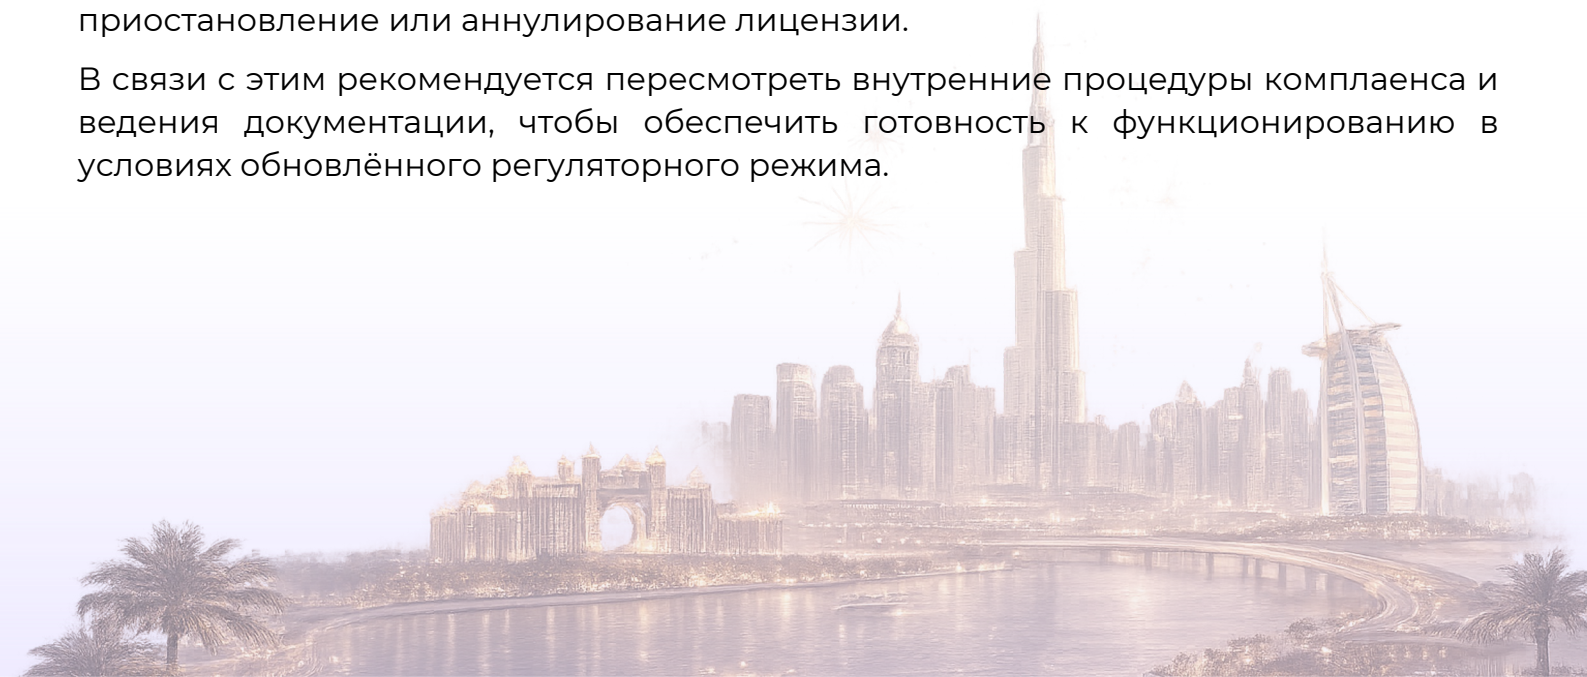 приостановление или аннулирование лицензии.
В связи с этим рекомендуется пересмотреть внутренние процедуры комплаенса и
ведения документации, чтобы обеспечить готовность к функционированию в
условиях обновлённого регуляторного режима.